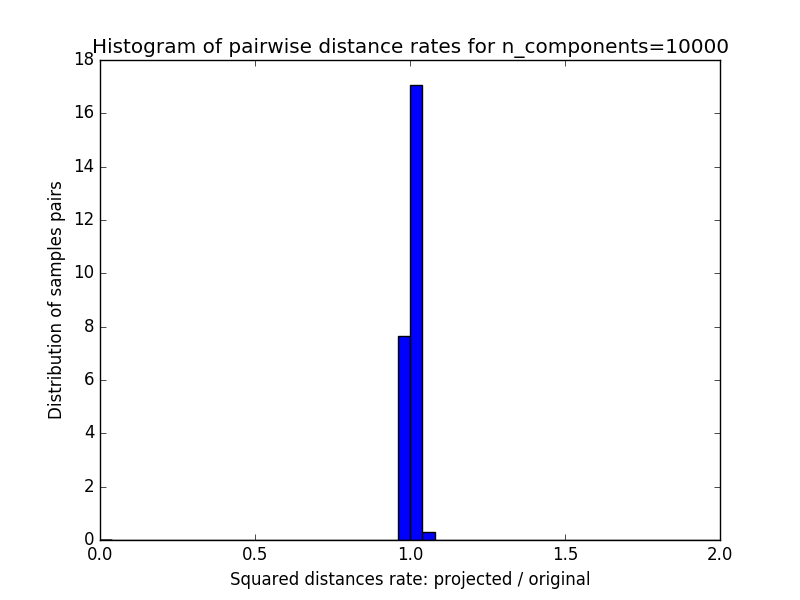 Histogram of pairwise distance rates for n_components=10000
18
16
14
12
10
8
6
4
2
0
Distribution of samples pairs
0.0 0.5 1.0 1.5 2.0
Squared distances rate: projected / original